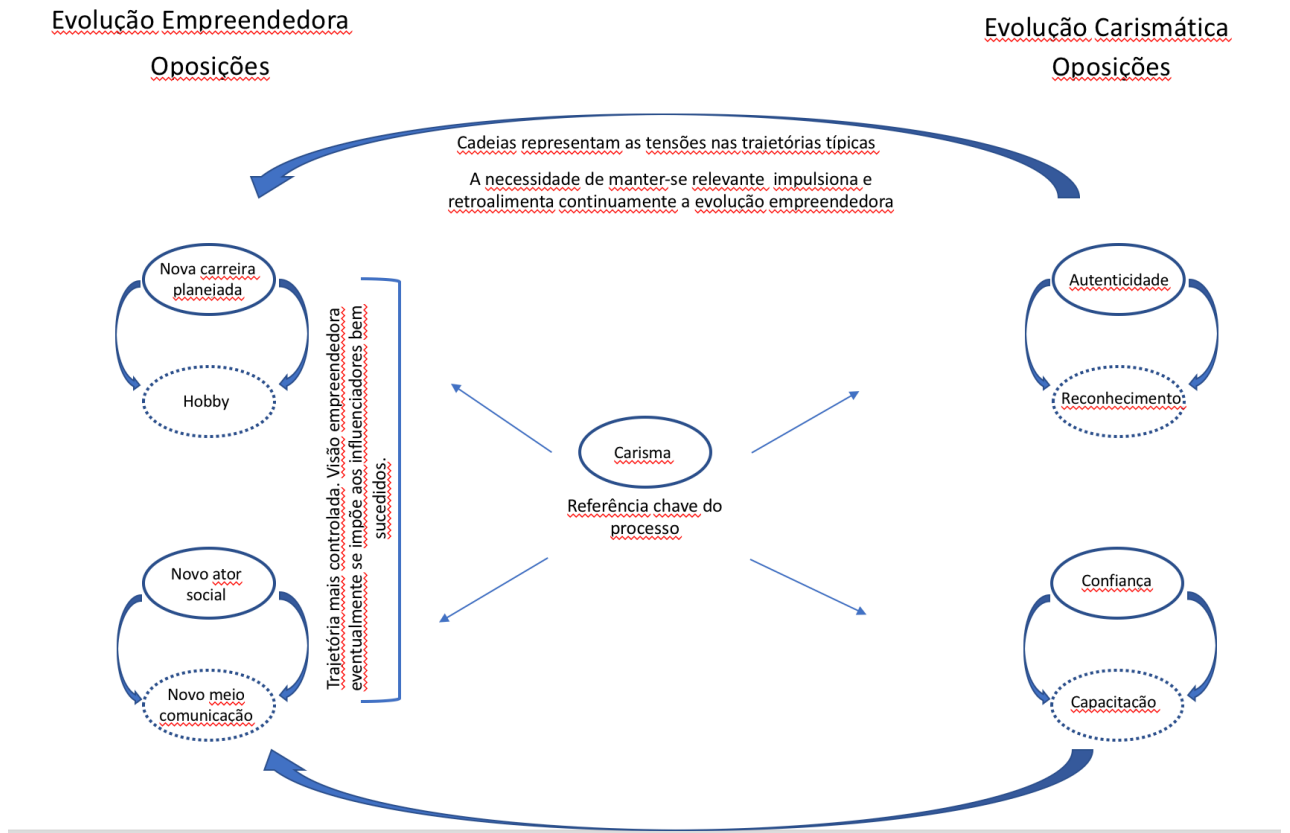 Evolução Empreendedora
Oposições
Evolução Carismática
Oposições
Cadeias representam as tensões nas trajetórias típicas
A necessidade de manter-se relevante impulsiona e
retroalimenta continuamente a evolução empreendedora
Nova carreira
planejada
Hobby
Novo ator
social
Novo meio
comunicação
Trajetória mais controlada. Visão empreendedora
eventualmente se impõe aos influenciadores bem
sucedidos.
Carisma
Referência chave do
processo
Autenticidade
Reconhecimento
Confiança
Capacitação